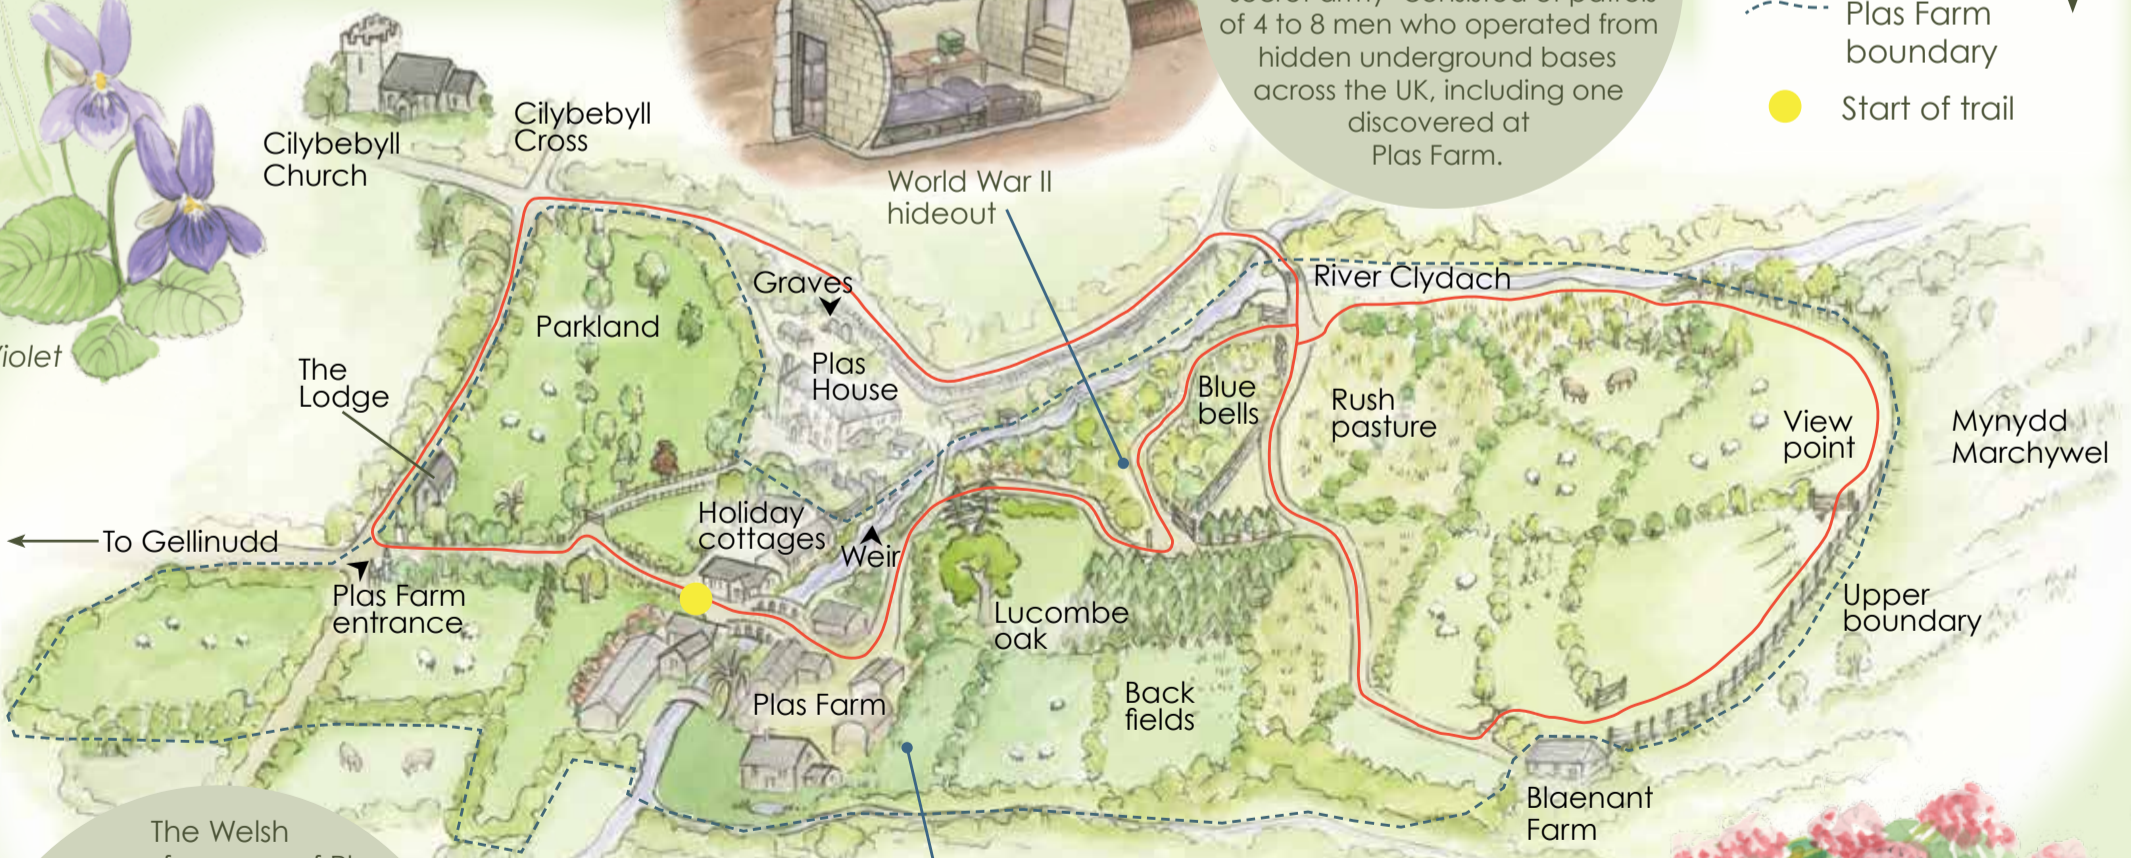 of 4 to 8 men who operated from
hidden underground bases
across the UK, including one
discovered at
Plas Farm.
Plas Farm
boundary
Start of trail
Cilybebyll
Church
Cilybebyll
Cross
World War II
hideout
Graves
River Clydach
Parkland
Plas
House
The
Lodge
Violet
Blue
bells
Rush
pasture
View
point
Mynydd
Marchywel
To Gellinudd
Holiday
cottages
Weir
Plas Farm
entrance
Lucombe
oak
Upper
boundary
Plas Farm
Back
fields
Blaenant
Farm
The Welsh